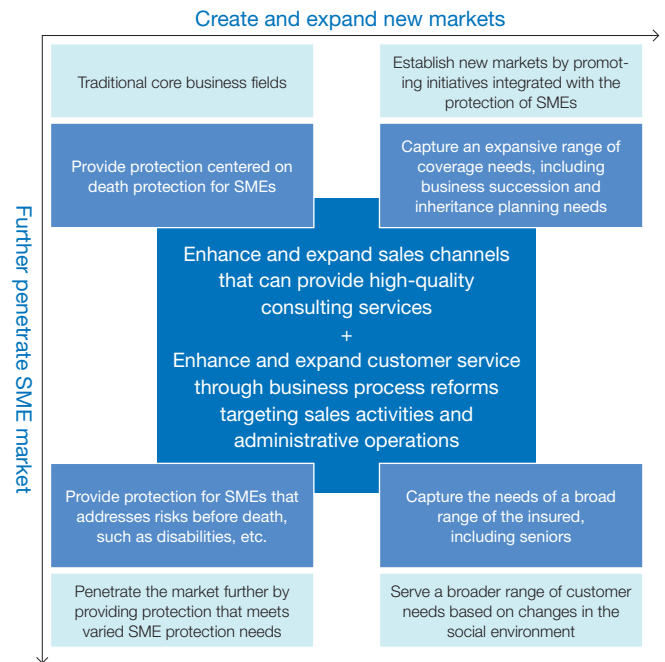 Create and expand new markets
Further penetrate SME market
Traditional core business fields
Establish new markets by promot-
ing initiatives integrated with the
protection of SMEs
Provide protection centered on
death protection for SMEs
Capture an expansive range of
coverage needs, including
business succession and
inheritance planning needs
Enhance and expand sales channels
that can provide high-quality
consulting services
+
Enhance and expand customer service
through business process reforms
targeting sales activities and
administrative operations
Provide protection for SMEs that
addresses risks before death,
such as disabilities, etc.
Capture the needs of a broad
range of the insured,
including seniors
Penetrate the market further by
providing protection that meets
varied SME protection needs
Serve a broader range of customer
needs based on changes in the
social environment